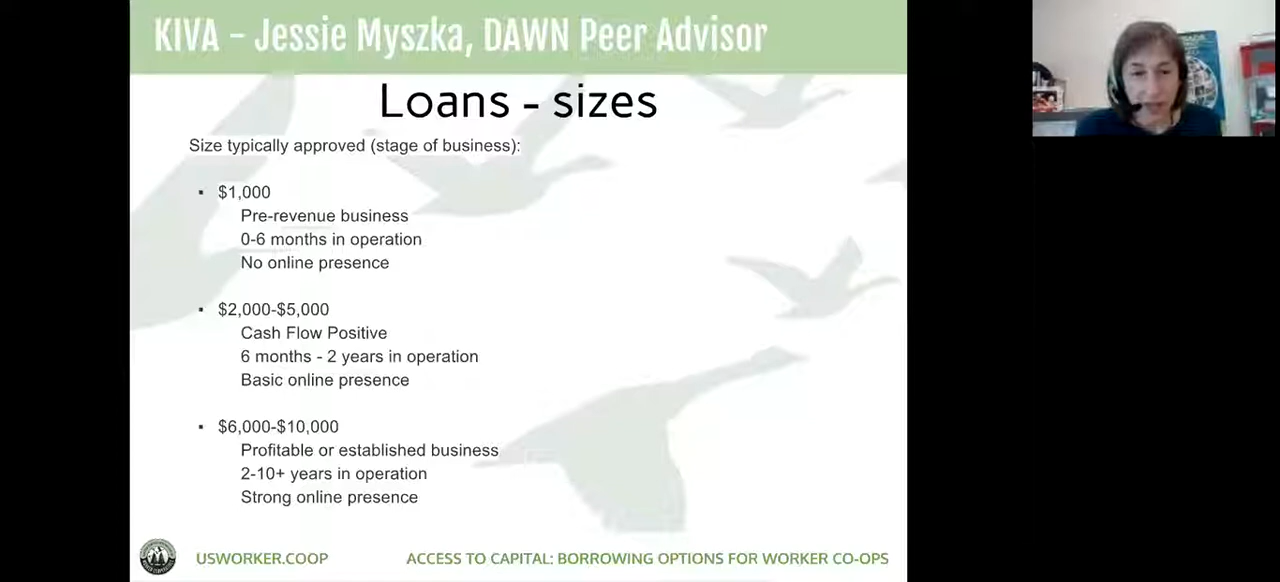 KIVA – Jessie Myszka, DAWN Peer Advisor
Loans - sizes
Size typically approved (stage of business):
▪ $1,000
Pre-revenue business
0-6 months in operation
No online presence
▪ $2,000-$5,000
Cash Flow Positive
6 months - 2 years in operation
Basic online presence
▪ $6,000-$10,000
Profitable or established business
2-10+ years in operation
Strong online presence
USWORKER.COOP ACCESS TO CAPITAL: BORROWING OPTIONS FOR WORKER CO-OPS